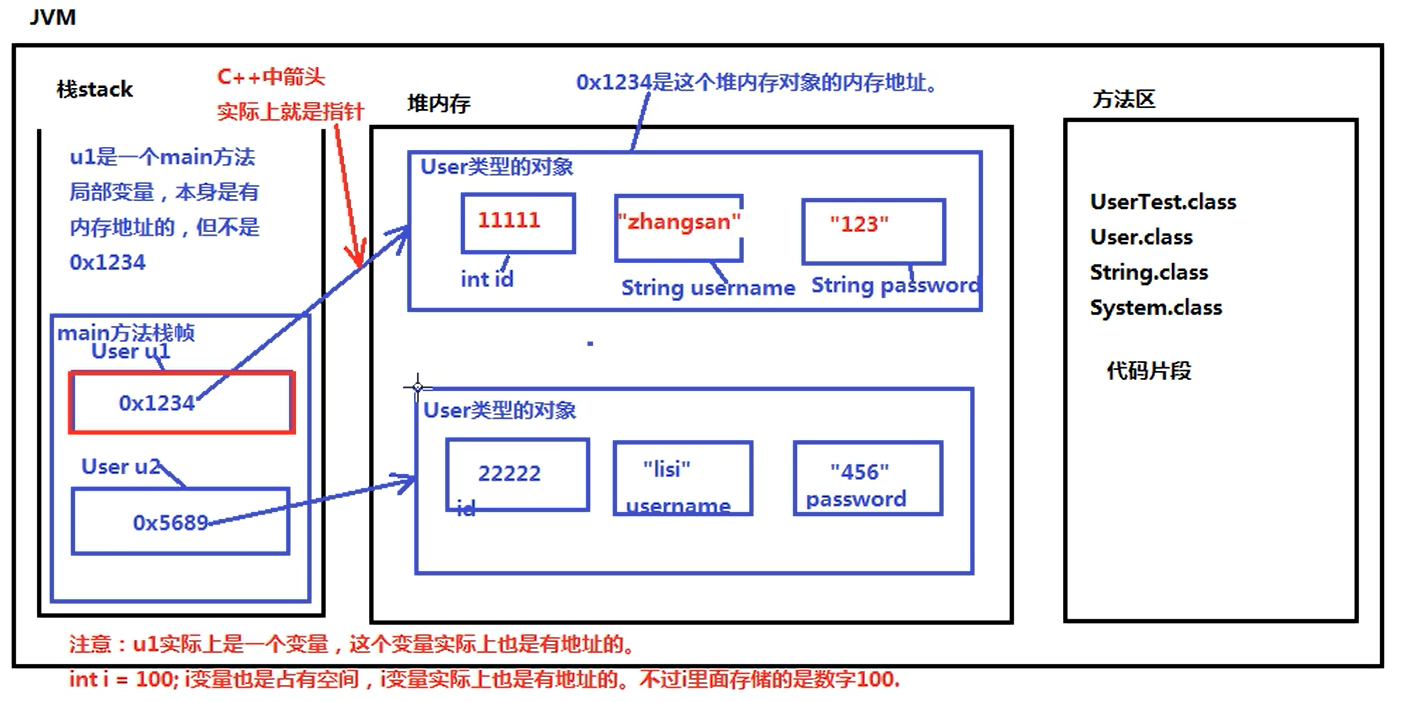 JVM
栈stack
C++中箭头
实际上就是指针
u1是一个main方法
局部变量，本身是有
内存地址的，但不是
0x1234
main方法栈帧
User u1
0x1234
User u2
0x5689
堆内存
0x1234是这个堆内存对象的内存地址。
User类型的对象
11111
"zhangsan"
"123"
int id
String username
String password
User类型的对象
22222
"lisi"
"456"
id
username
password
方法区
UserTest.class
User.class
String.class
System.class
代码片段
注意：u1实际上是一个变量，这个变量实际上也是有地址的。
int i = 100; i变量也是占有空间，i变量实际上也是有地址的。不过i里面存储的是数字100.